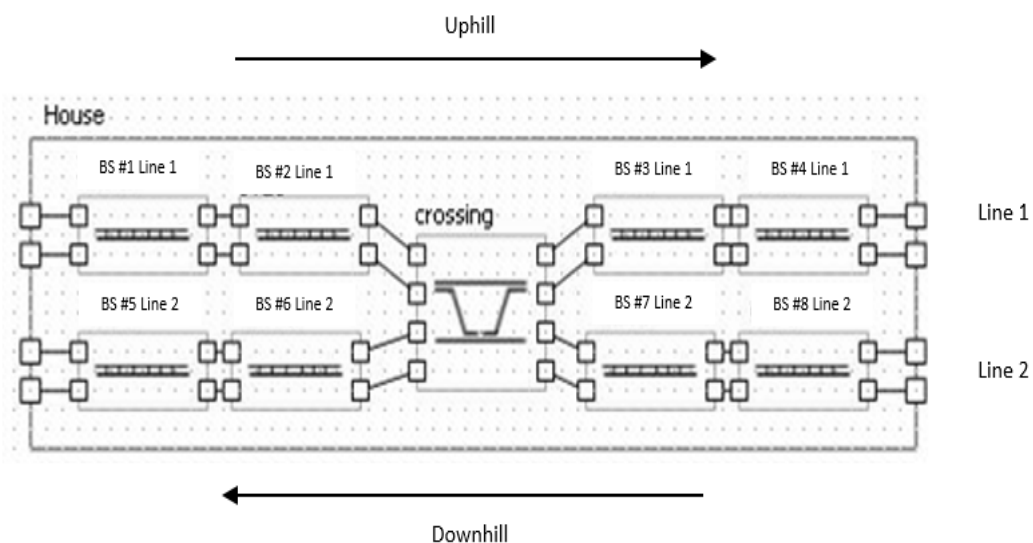 Uphill
House
BS #1 Line 1
BS #2 Line 1
BS #3 Line 1
BS #4 Line 1
crossing
Line 1
BS #5 Line 2
BS #6 Line 2
BS #7 Line 2
BS #8 Line 2
Line 2
Downhill